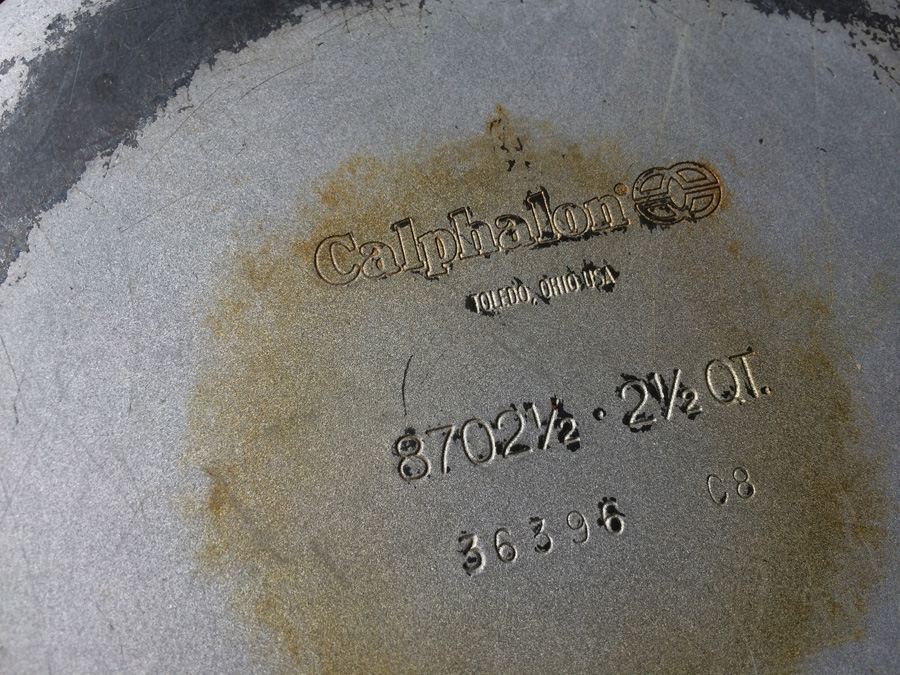 Calphalon®
TOLEDO, OHIO USA
8702½ • 2½ QT.
36396 C8